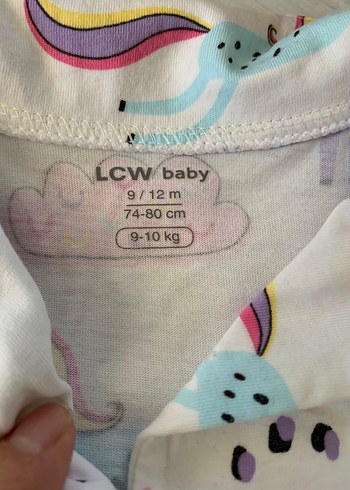 LCW baby
9 / 12 m
74-80 cm
9-10 kg